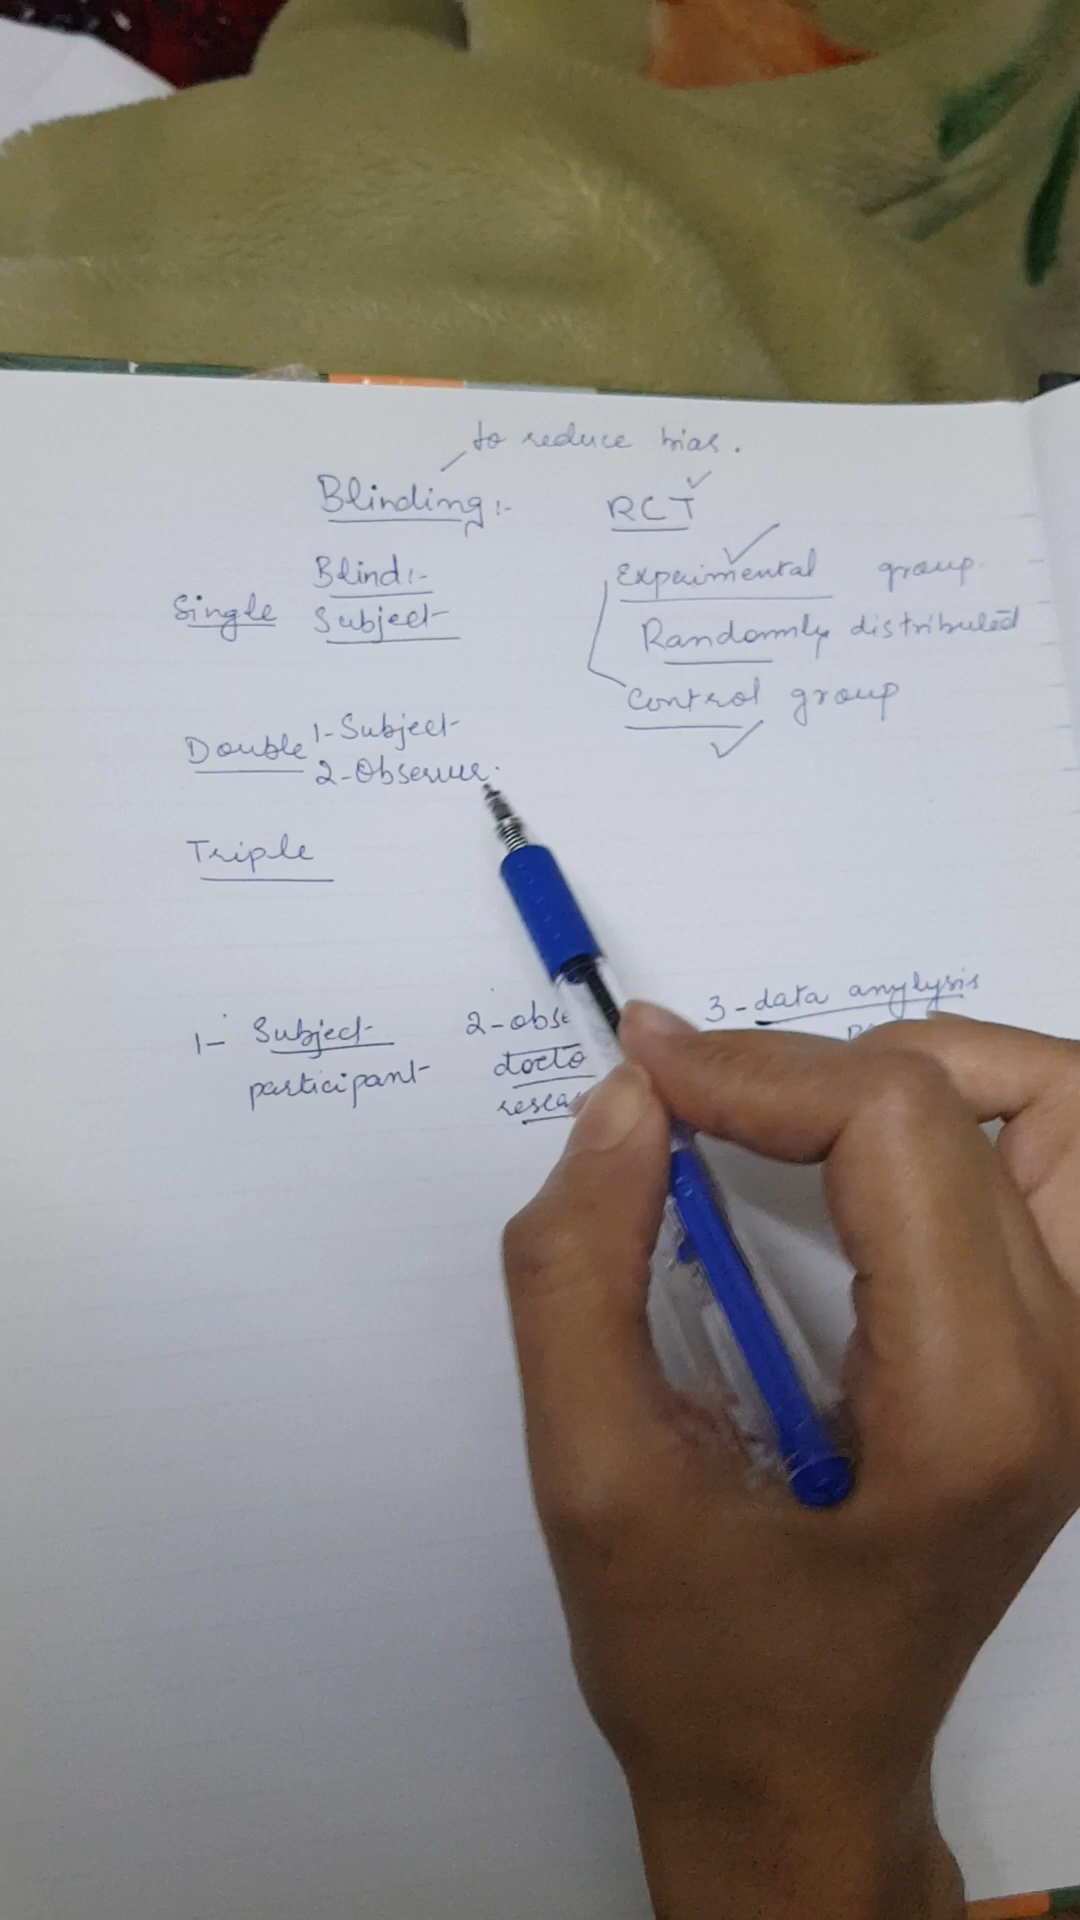 to reduce bias.
Blinding :-
RCT
Blind :-
Single Subject
Experimental group.
Randomly distributed
Control group
Double 1-Subject
2-Observer.
Triple
1- Subject
participant
2-obse
docto
resea
3-data anylysis